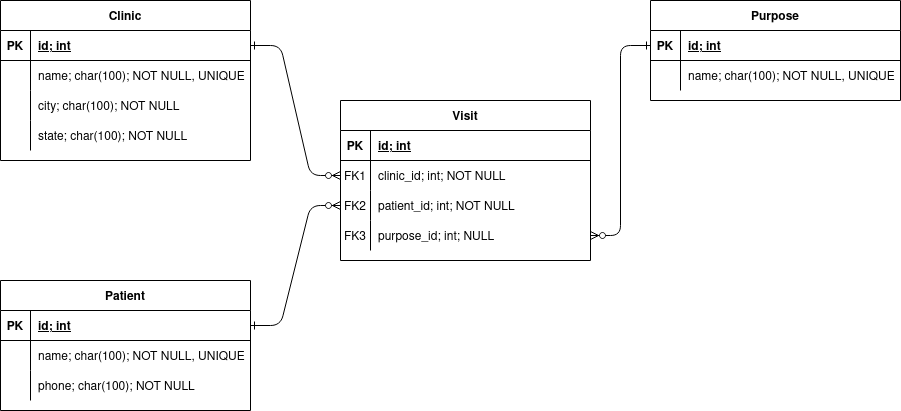 Clinic
PK id; int
name; char(100); NOT NULL, UNIQUE
city; char(100); NOT NULL
state; char(100); NOT NULL
Purpose
PK id; int
name; char(100); NOT NULL, UNIQUE
Visit
PK id; int
FK1 clinic_id; int; NOT NULL
FK2 patient_id; int; NOT NULL
FK3 purpose_id; int; NULL
Patient
PK id; int
name; char(100); NOT NULL, UNIQUE
phone; char(100); NOT NULL